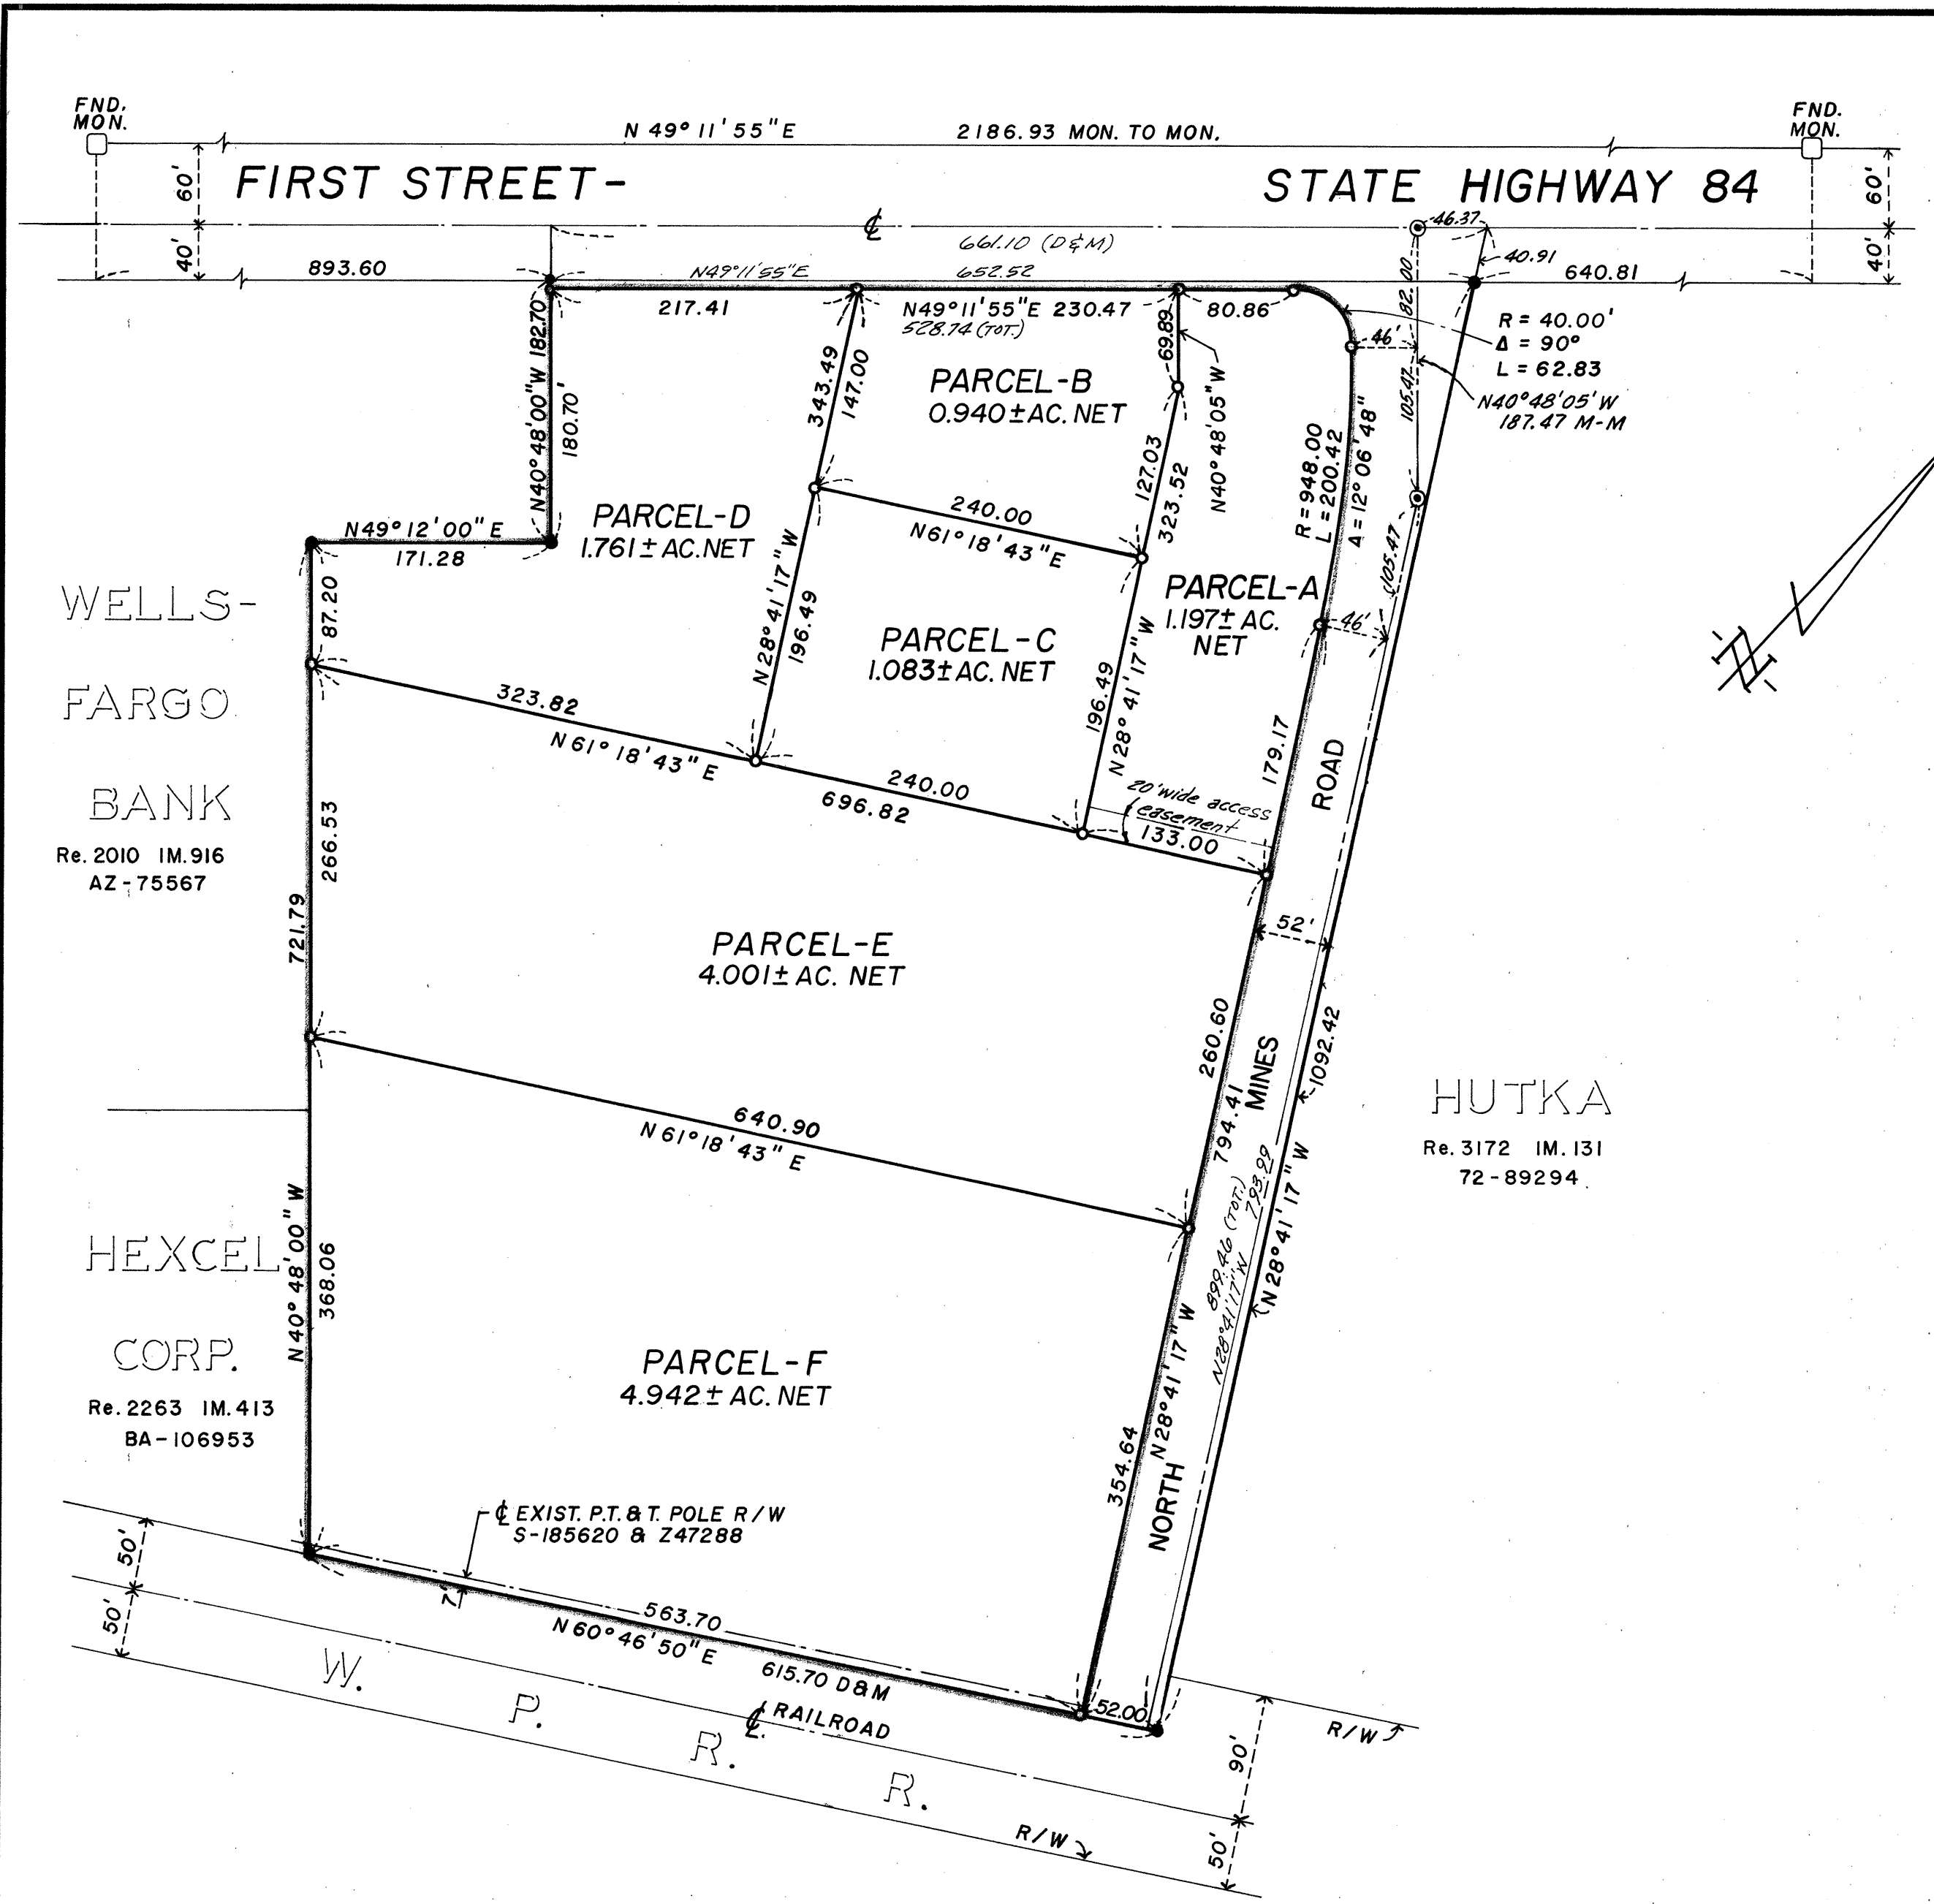 FND.
MON.
N 49° 11' 55" E
2186.93 MON. TO MON.
FND.
MON.
60'
FIRST STREET -
STATE HIGHWAY 84
60'
℄
46.37
40'
661.10 (D&M)
40.91
40'
893.60
N49°11'55"E
652.52
640.81
217.41
N49°11'55"E 230.47
528.74 (TOT.)
80.86
82.00
R = 40.00'
Δ = 90°
L = 62.83
46'
N40°48'05"W
187.47 M-M
105.47
N40°48'00"W 182.70
180.70'
343.49
147.00
69.89
N40°48'05"W
PARCEL-B
0.940± AC. NET
127.03
323.52
R = 948.00
L = 200.42
Δ = 12°06'48"
PARCEL-D
1.761± AC. NET
240.00
N61°18'43"E
N49°12'00"E
171.28
105.47
WELLS-
FARGO
BANK
Re. 2010 IM. 916
AZ-75567
87.20
N28°41'17"W
196.49
PARCEL-A
1.197± AC.
NET
46'
PARCEL-C
1.083± AC. NET
196.49
N28°41'17"W
179.17
ROAD
323.82
N61°18'43"E
240.00
696.82
20' wide access
easement
133.00
266.53
721.79
PARCEL-E
4.001± AC. NET
52'
260.60
794.41
MINES
1092.42
HUTKA
Re. 3172 IM. 131
72-89294
640.90
N61°18'43"E
HEXCEL
CORP.
Re. 2263 IM. 413
BA-106953
N40°48'00"W
368.06
PARCEL-F
4.942± AC. NET
899.46 (TOT.)
793.99
N28°41'17"W
N28°41'17"W
N28°41'17"W
354.64
NORTH
℄ EXIST. P.T. & T. POLE R/W
S-185620 & Z47288
50'
50'
7'
563.70
N60°46'50"E
615.70 D&M
52.00
℄ RAILROAD
W. P. R. R.
R/W
90'
R/W
50'
N